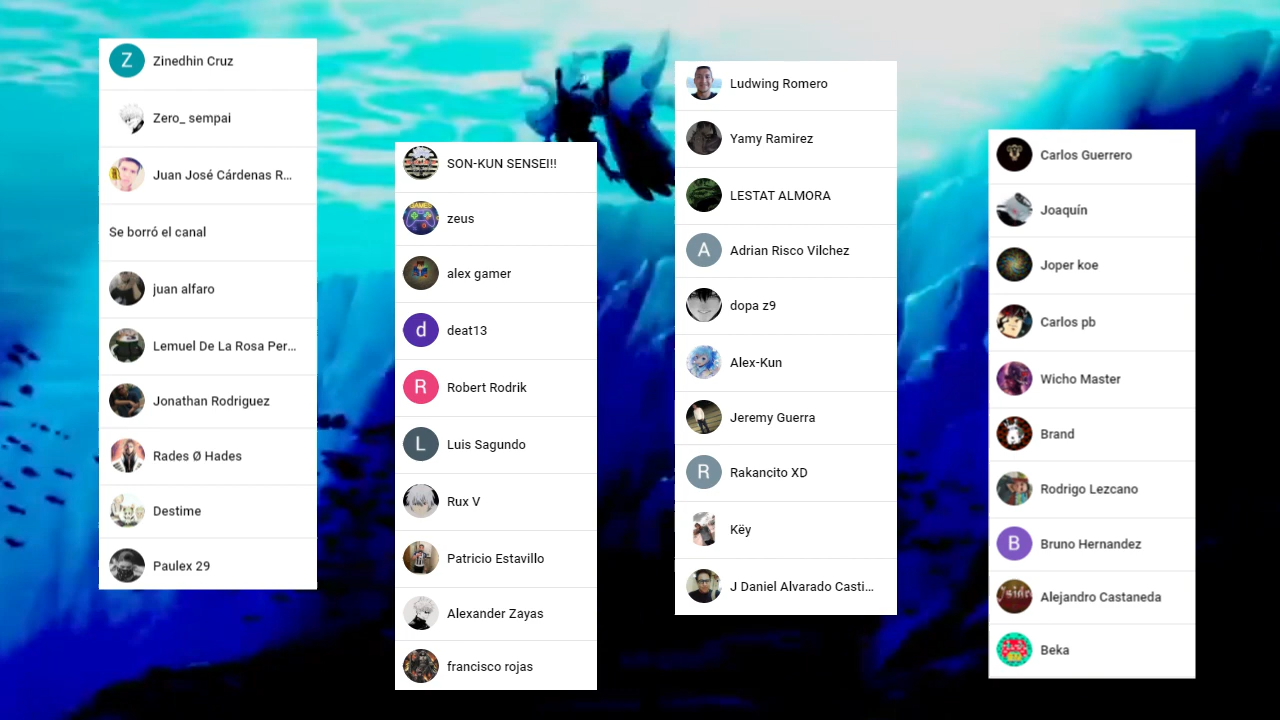 Z
Zinedhin Cruz
Zero_ sempai
Juan José Cárdenas R...
Se borró el canal
juan alfaro
Lemuel De La Rosa Per...
Jonathan Rodriguez
Rades Ø Hades
Destime
Paulex 29
SON-KUN SENSEI!!
GAMES
zeus
alex gamer
d
deat13
R
Robert Rodrik
L
Luis Sagundo
Rux V
Patricio Estavillo
Alexander Zayas
francisco rojas
Ludwing Romero
Yamy Ramirez
LESTAT ALMORA
A
Adrian Risco Vilchez
dopa z9
Alex-Kun
Jeremy Guerra
R
Rakancito XD
Këy
J Daniel Alvarado Casti...
Carlos Guerrero
Joaquín
Joper koe
Carlos pb
Wicho Master
Brand
Rodrigo Lezcano
B
Bruno Hernandez
Alejandro Castaneda
Beka